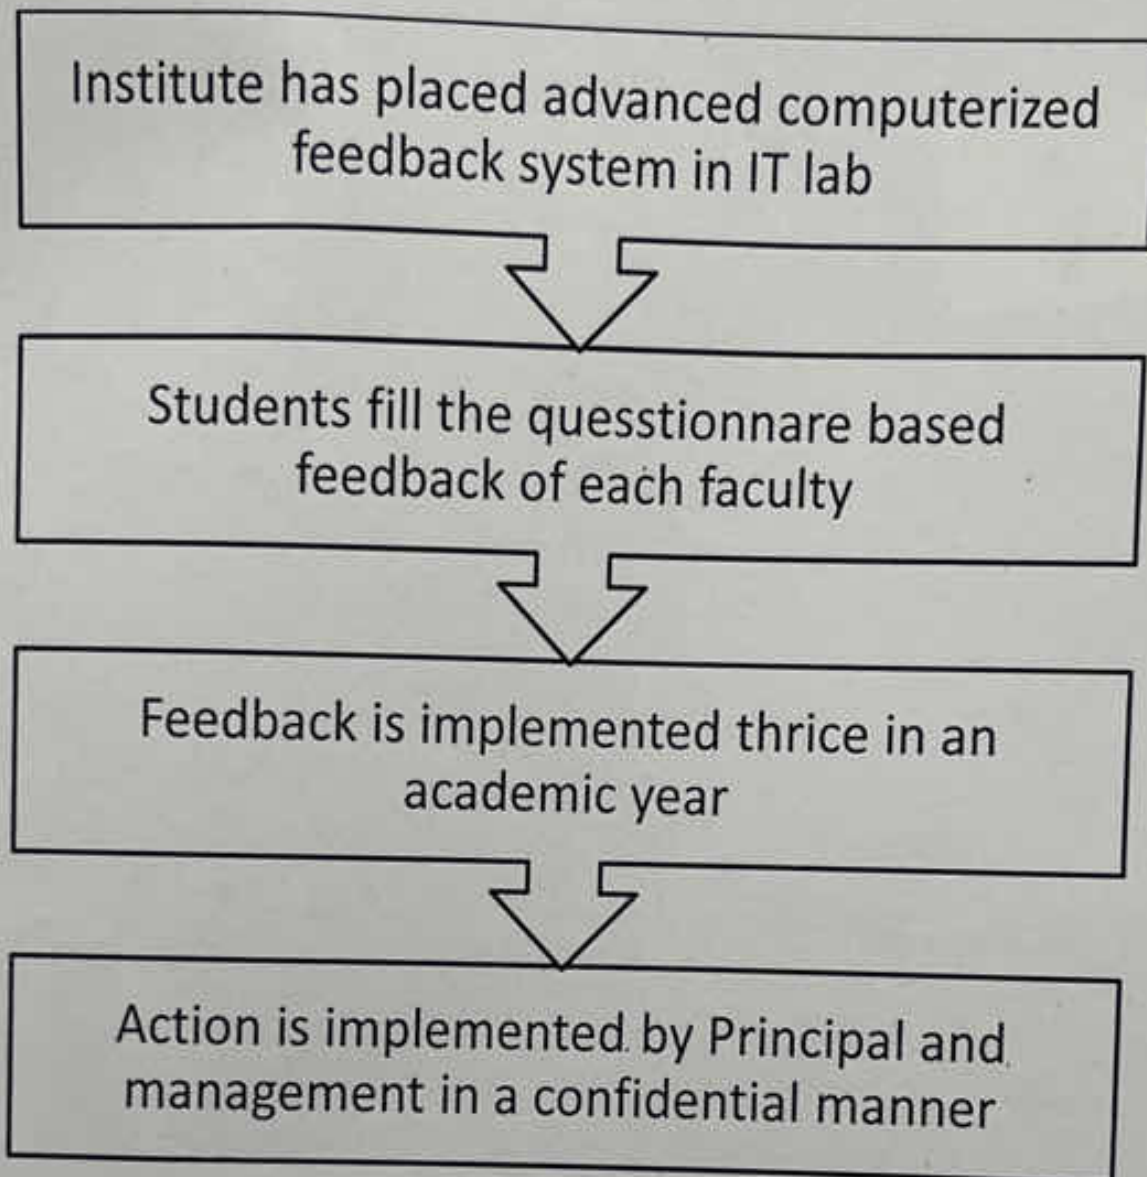 Institute has placed advanced computerized
feedback system in IT lab
Students fill the quesstionnare based
feedback of each faculty
Feedback is implemented thrice in an
academic year
Action is implemented by Principal and
management in a confidential manner